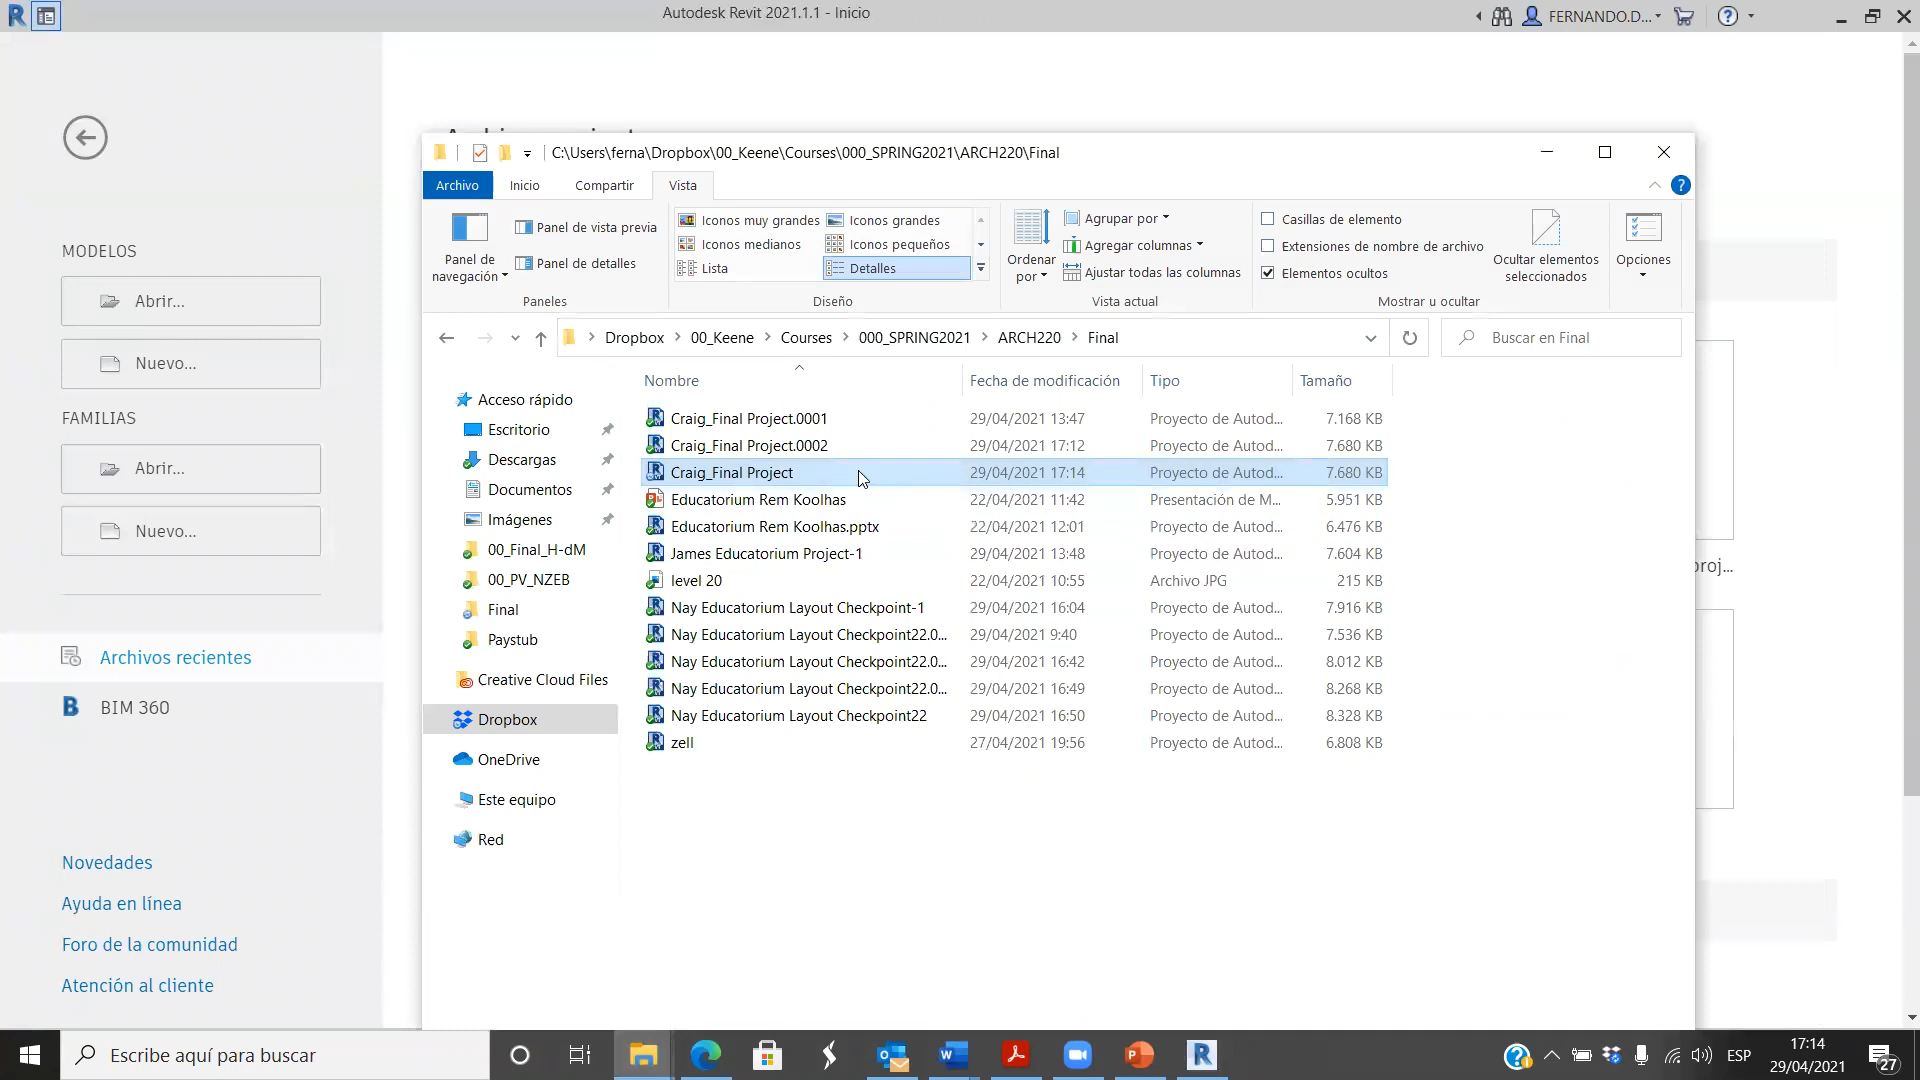 Autodesk Revit 2021.1.1 - Inicio
FERNANDO.D...
C:\Users\ferna\Dropbox\00_Keene\Courses\000_SPRING2021\ARCH220\Final
Archivo Inicio Compartir Vista
Panel de navegación
Panel de vista previa
Panel de detalles
Paneles
Iconos muy grandes Iconos grandes
Iconos medianos Iconos pequeños
Lista Detalles
Diseño
Ordenar por
Agrupar por
Agregar columnas
Ajustar todas las columnas
Vista actual
Casillas de elemento
Extensiones de nombre de archivo
Elementos ocultos
Ocultar elementos seleccionados
Mostrar u ocultar
Opciones
Dropbox 00_Keene Courses 000_SPRING2021 ARCH220 Final
Buscar en Final
MODELOS
Abrir...
Nuevo...
FAMILIAS
Abrir...
Nuevo...
Archivos recientes
BIM 360
Novedades
Ayuda en línea
Foro de la comunidad
Atención al cliente
Acceso rápido
Escritorio
Descargas
Documentos
Imágenes
00_Final_H-dM
00_PV_NZEB
Final
Paystub
Creative Cloud Files
Dropbox
OneDrive
Este equipo
Red
Nombre Fecha de modificación Tipo Tamaño
Craig_Final Project.0001 29/04/2021 13:47 Proyecto de Autod... 7.168 KB
Craig_Final Project.0002 29/04/2021 17:12 Proyecto de Autod... 7.680 KB
Craig_Final Project 29/04/2021 17:14 Proyecto de Autod... 7.680 KB
Educatorium Rem Koolhas 22/04/2021 11:42 Presentación de M... 5.951 KB
Educatorium Rem Koolhas.pptx 22/04/2021 12:01 Proyecto de Autod... 6.476 KB
James Educatorium Project-1 29/04/2021 13:48 Proyecto de Autod... 7.604 KB
level 20 22/04/2021 10:55 Archivo JPG 215 KB
Nay Educatorium Layout Checkpoint-1 29/04/2021 16:04 Proyecto de Autod... 7.916 KB
Nay Educatorium Layout Checkpoint22.0... 29/04/2021 9:40 Proyecto de Autod... 7.536 KB
Nay Educatorium Layout Checkpoint22.0... 29/04/2021 16:42 Proyecto de Autod... 8.012 KB
Nay Educatorium Layout Checkpoint22.0... 29/04/2021 16:49 Proyecto de Autod... 8.268 KB
Nay Educatorium Layout Checkpoint22 29/04/2021 16:50 Proyecto de Autod... 8.328 KB
zell 27/04/2021 19:56 Proyecto de Autod... 6.808 KB
proj...
Escribe aquí para buscar
ESP
17:14
29/04/2021
27